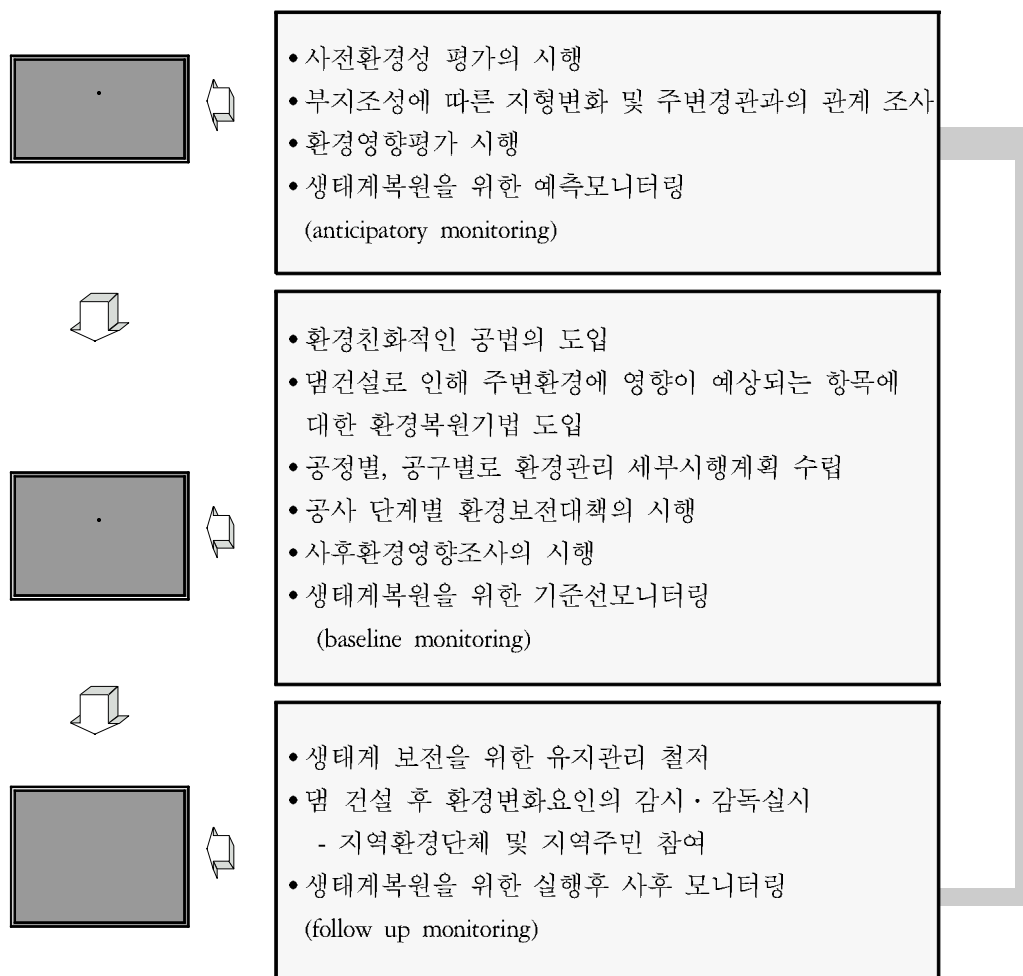 • 사전환경성 평가의 시행
• 부지조성에 따른 지형변화 및 주변경관과의 관계 조사
• 환경영향평가 시행
• 생태계복원을 위한 예측모니터링
(anticipatory monitoring)
• 환경친화적인 공법의 도입
• 댐건설로 인해 주변환경에 영향이 예상되는 항목에
대한 환경복원기법 도입
• 공정별, 공구별로 환경관리 세부시행계획 수립
• 공사 단계별 환경보전대책의 시행
• 사후환경영향조사의 시행
• 생태계복원을 위한 기준선모니터링
(baseline monitoring)
• 생태계 보전을 위한 유지관리 철저
• 댐 건설 후 환경변화요인의 감시 · 감독실시
- 지역환경단체 및 지역주민 참여
• 생태계복원을 위한 실행후 사후 모니터링
(follow up monitoring)